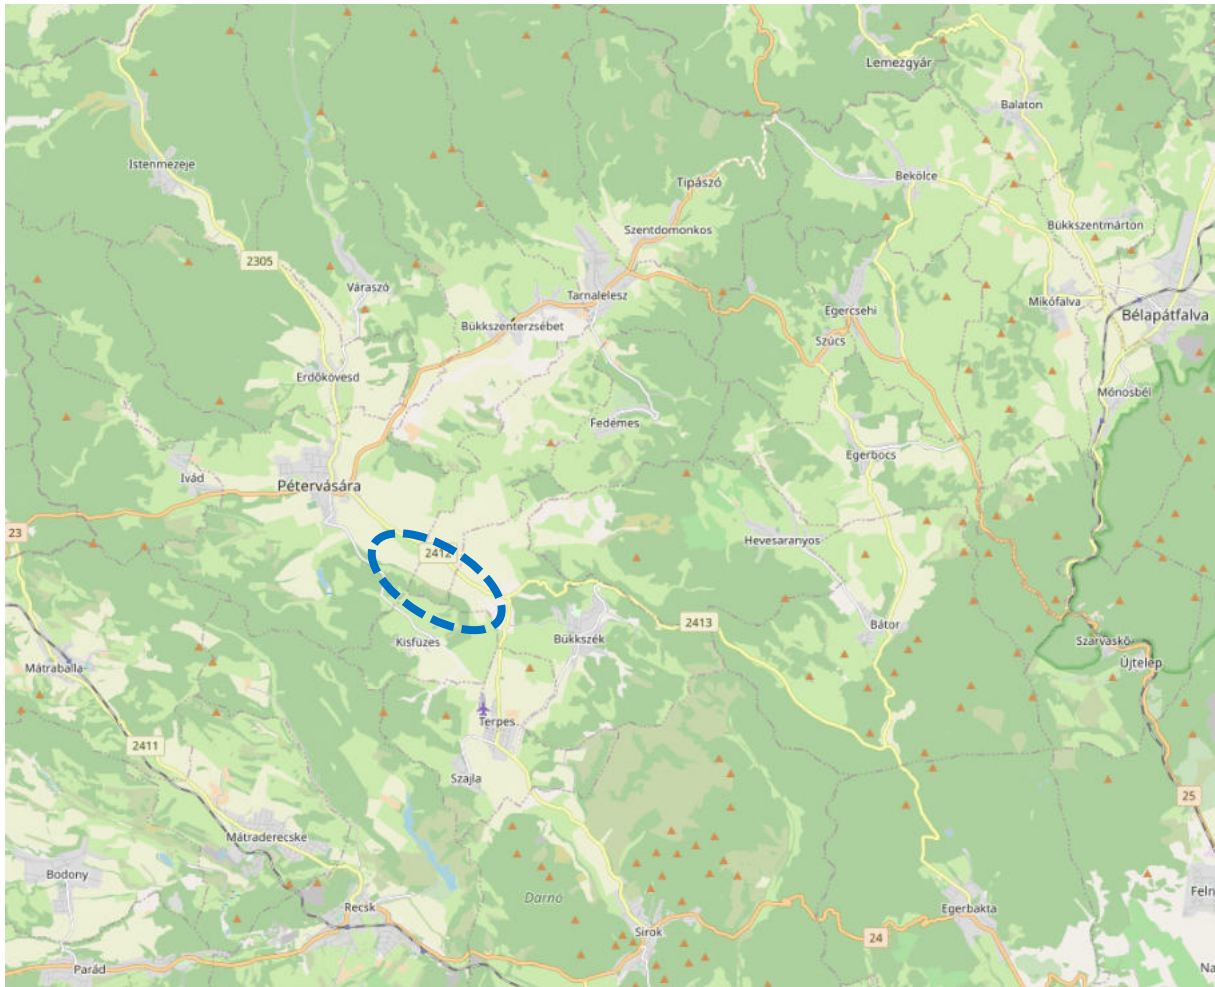 Lemezgyár
Balaton
Istenmezeje
Bekölce
Tipászó
Bükkszentmárton
Szentdomonkos
2305
Váraszó
Tarnalelesz
Mikófalva
Egercsehi
Bélapátfalva
Bükkszenterzsébet
Szúcs
Erdőkövesd
Mónosbél
Fedémes
Egerbocs
Ivád
Pétervására
23
Hevesaranyos
2412
2413
Bátor
Kisfüzes
Bükkszék
Szarvaskő
Újtelep
Mátraballa
Terpes
2411
Szajla
25
Mátraderecske
Bodony
Feln
Darnó
Recsk
Egerbakta
Sirok
24
Parád
Na